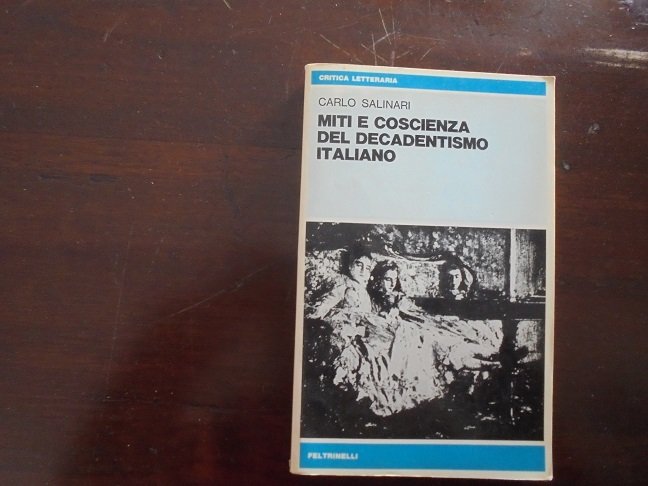 CRITICA LETTERARIA
CARLO SALINARI
MITI E COSCIENZA
DEL DECADENTISMO
ITALIANO
FELTRINELLI